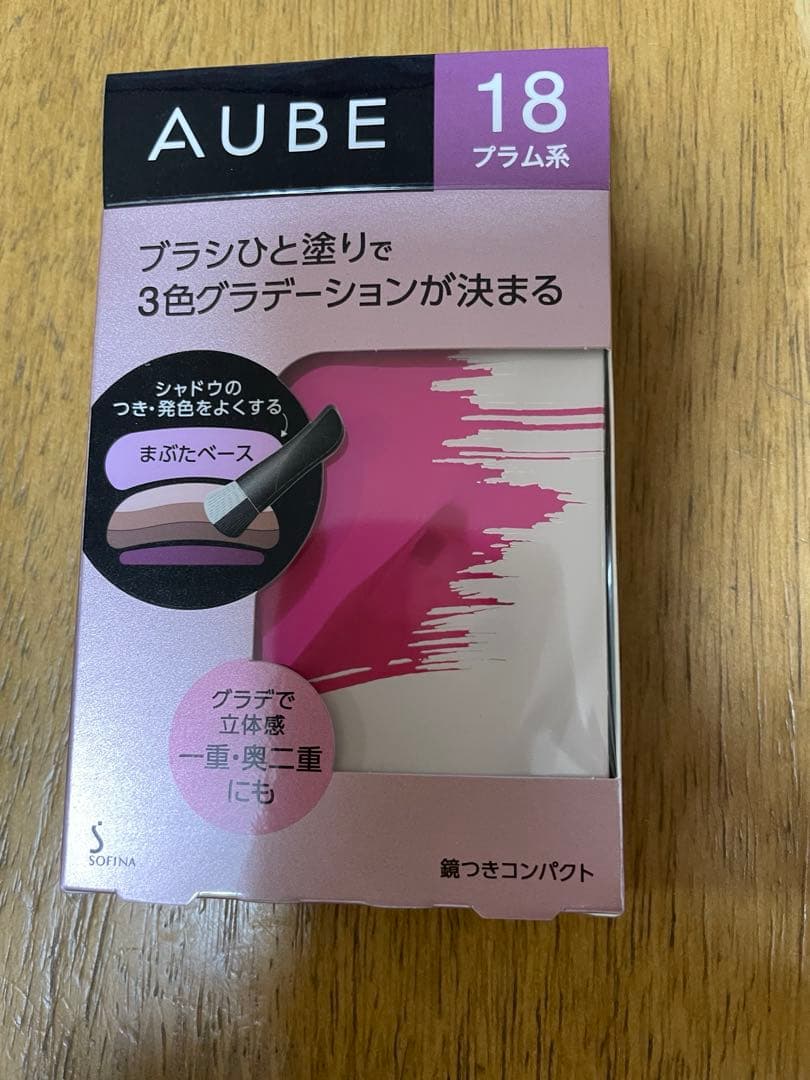 AUBE
18
プラム系
ブラシひと塗りで
3色グラデーションが決まる
シャドウの
つき・発色をよくする
まぶたベース
グラデで
立体感
一重・奥二重
にも
SOFINA
鏡つきコンパクト